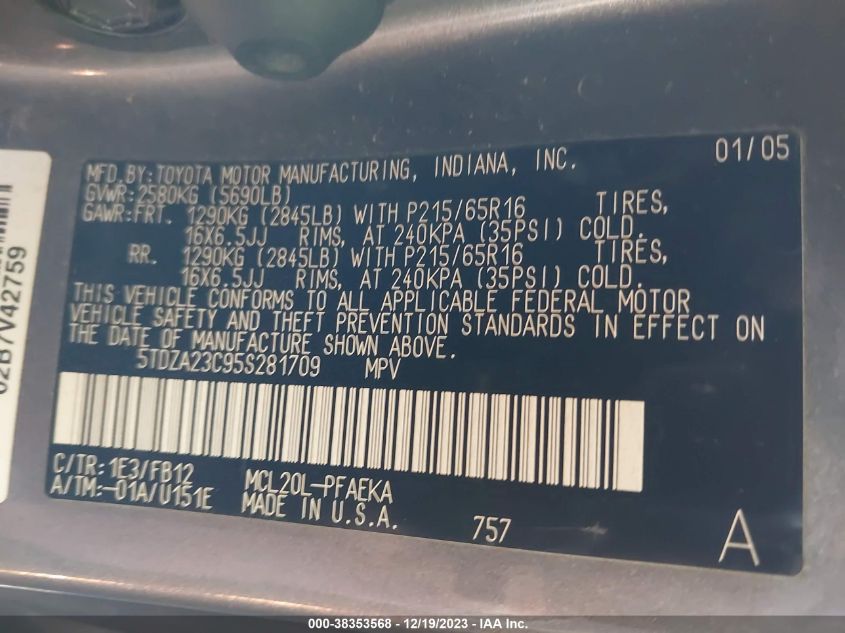 MFD. BY: TOYOTA MOTOR MANUFACTURING, INDIANA, INC. 01/05
GVWR: 2580KG (5690LB)
GAWR: FRT. 1290KG (2845LB) WITH P215/65R16 TIRES,
16X6.5JJ RIMS, AT 240KPA (35PSI) COLD.
RR. 1290KG (2845LB) WITH P215/65R16 TIRES,
16X6.5JJ RIMS, AT 240KPA (35PSI) COLD.
THIS VEHICLE CONFORMS TO ALL APPLICABLE FEDERAL MOTOR
VEHICLE SAFETY AND THEFT PREVENTION STANDARDS IN EFFECT ON
THE DATE OF MANUFACTURE SHOWN ABOVE.
5TDZA23C95S281709 MPV
C/TR: 1E3/FB12 MCL20L-PFAEKA
A/TM:-01A/U151E MADE IN U.S.A. 757 A
02B7V42759
000-38353568 - 12/19/2023 - IAA Inc.